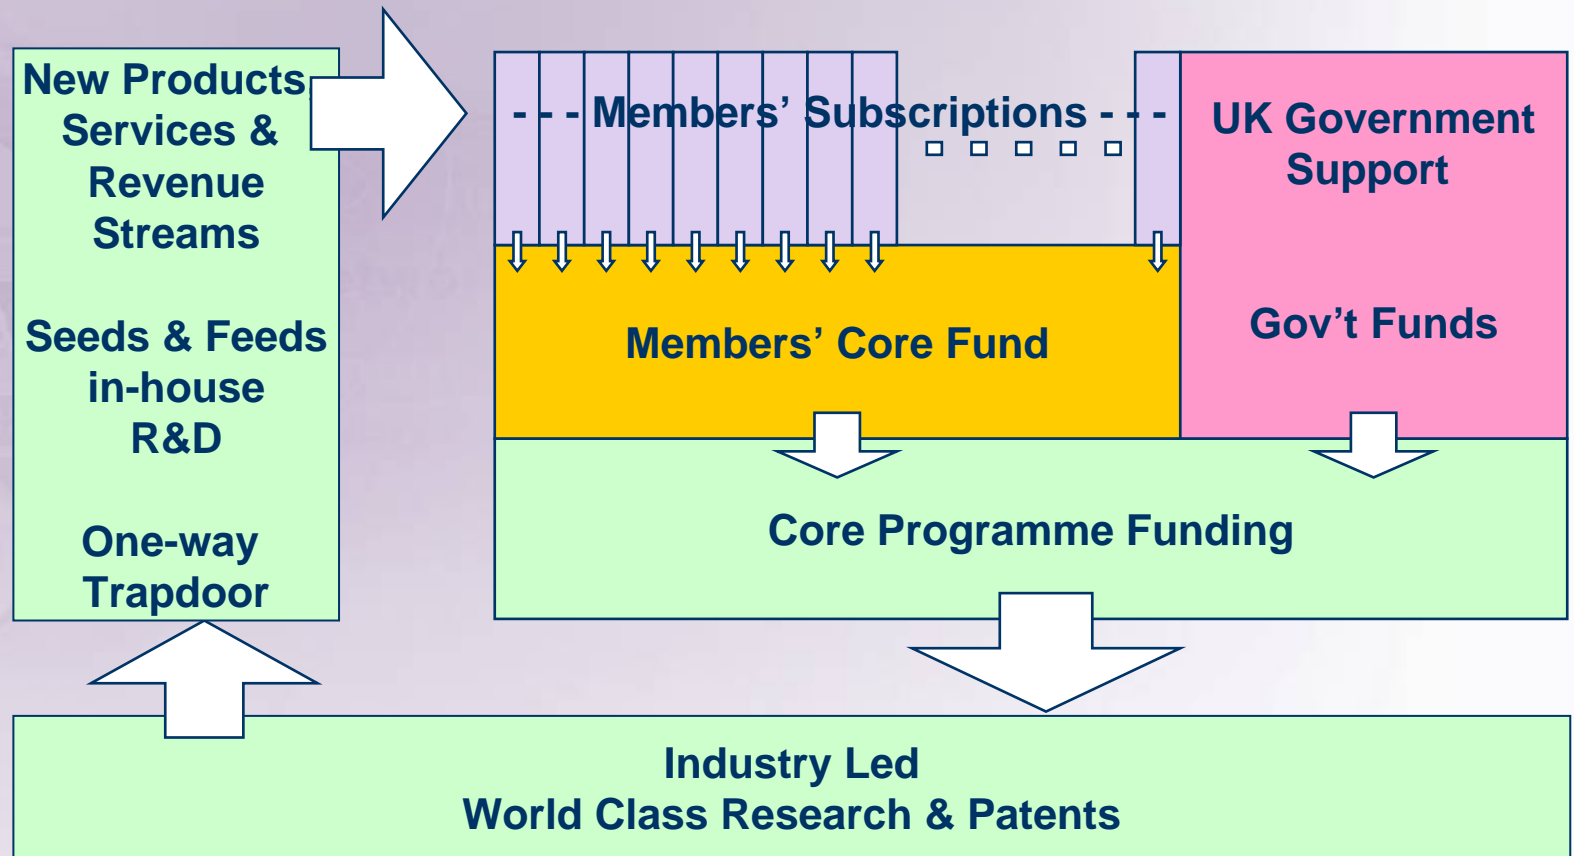 New Products,
Services &
Revenue
Streams
Seeds & Feeds
in-house
R&D
One-way
Trapdoor
- - - Members’ Subscriptions - - -
UK Government
Support
Gov’t Funds
Members’ Core Fund
Core Programme Funding
Industry Led
World Class Research & Patents